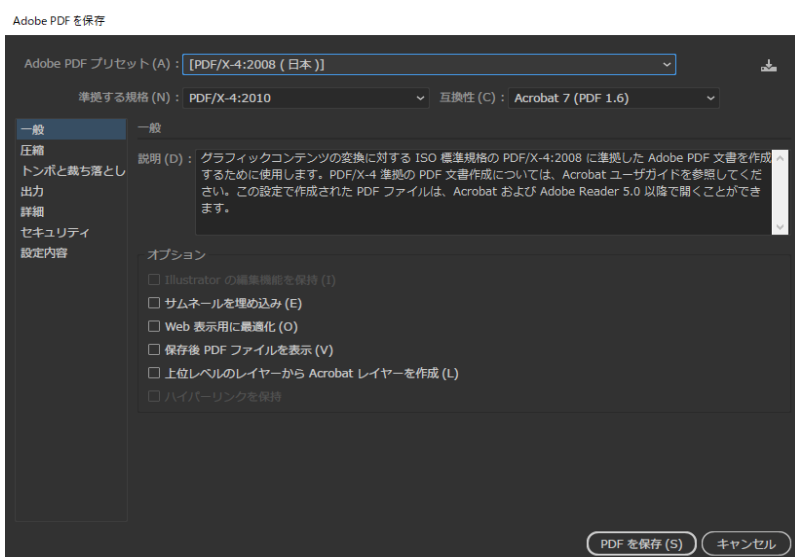 Adobe PDF を保存
Adobe PDF プリセット (A) : [PDF/X-4:2008 ( 日本 )]
準拠する規格 (N) : PDF/X-4:2010 互換性 (C) : Acrobat 7 (PDF 1.6)
一般
圧縮
トンボと裁ち落とし
出力
詳細
セキュリティ
設定内容
一般
説明 (D) : グラフィックコンテンツの変換に対する ISO 標準規格の PDF/X-4:2008 に準拠した Adobe PDF 文書を作成
するために使用します。PDF/X-4 準拠の PDF 文書作成については、Acrobat ユーザガイドを参照してくだ
さい。この設定で作成された PDF ファイルは、Acrobat および Adobe Reader 5.0 以降で開くことができ
ます。
オプション
Illustrator の編集機能を保持 (I)
サムネールを埋め込み (E)
Web 表示用に最適化 (O)
保存後 PDF ファイルを表示 (V)
上位レベルのレイヤーから Acrobat レイヤーを作成 (L)
ハイパーリンクを保持
PDF を保存 (S) キャンセル